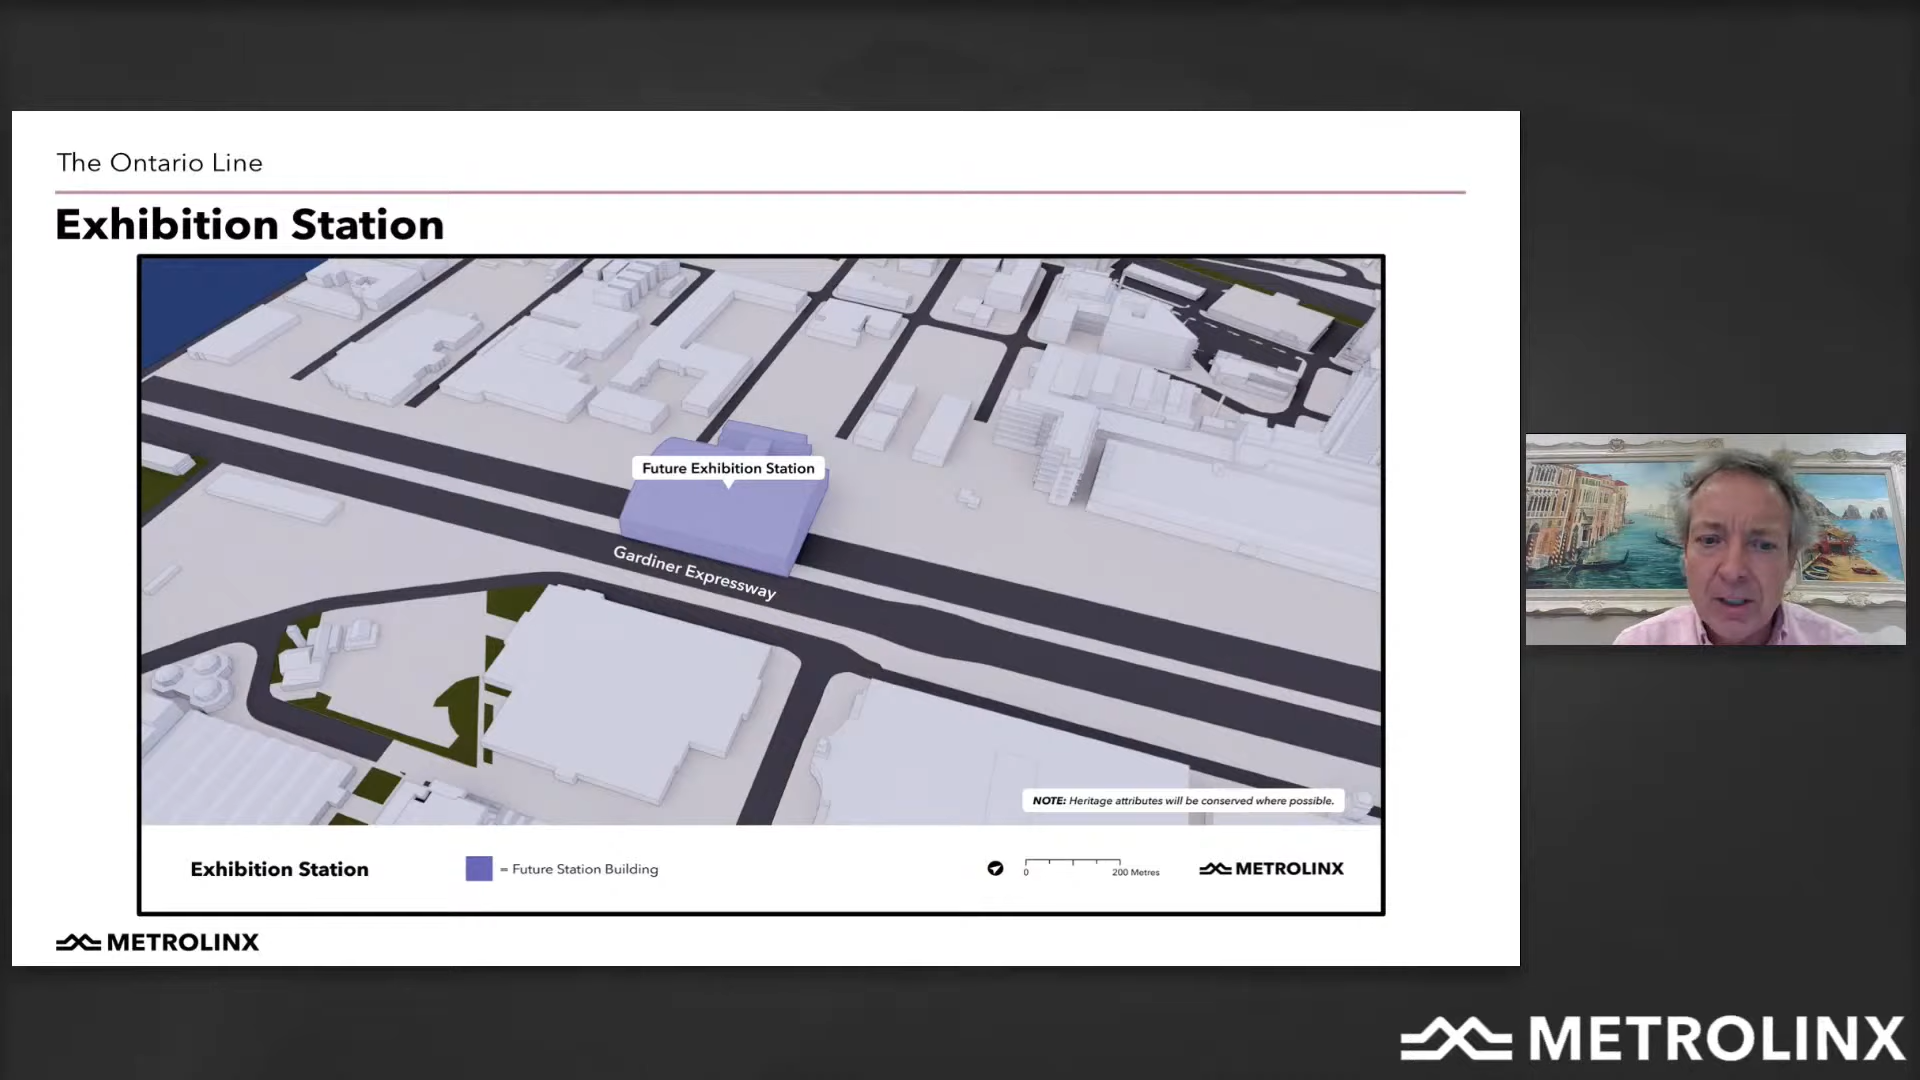 The Ontario Line
Exhibition Station
Future Exhibition Station
Gardiner Expressway
NOTE: Heritage attributes will be conserved where possible.
Exhibition Station
= Future Station Building
0
200 Metres
METROLINX
METROLINX
METROLINX